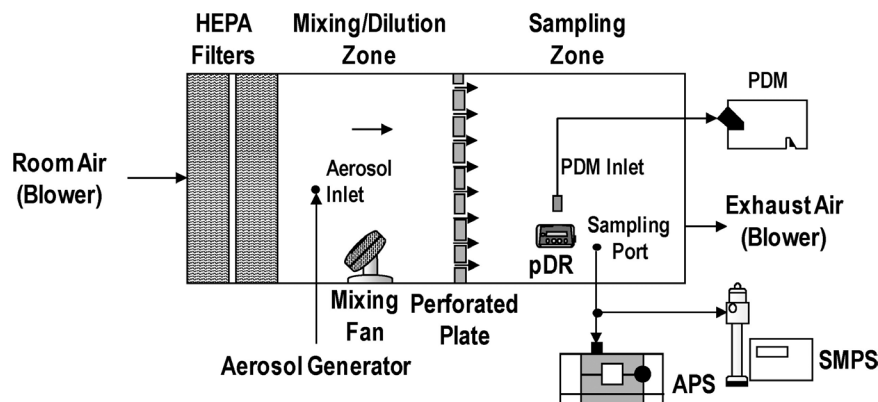 HEPA
Filters
Mixing/Dilution
Zone
Sampling
Zone
PDM
Room Air
(Blower)
Aerosol
Inlet
PDM Inlet
Sampling
Port
pDR
Exhaust Air
(Blower)
Mixing
Fan
Perforated
Plate
Aerosol Generator
APS
SMPS